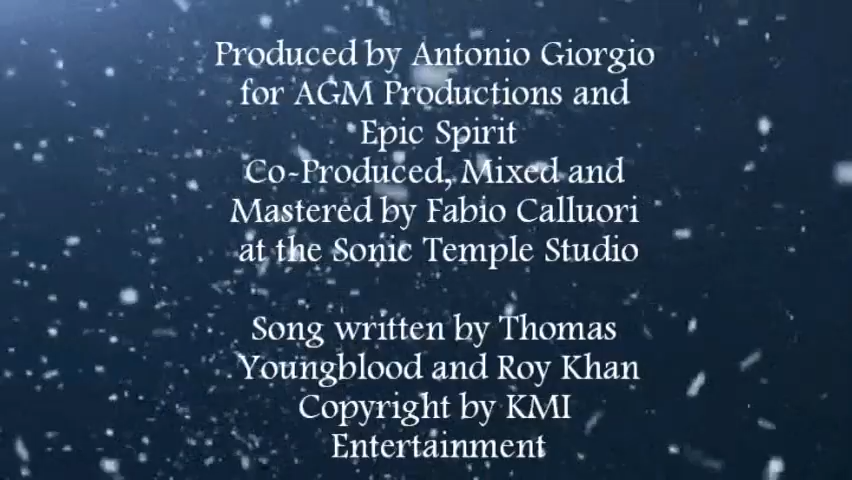 Produced by Antonio Giorgio
for AGM Productions and
Epic Spirit
Co-Produced, Mixed and
Mastered by Fabio Calluori
at the Sonic Temple Studio
Song written by Thomas
Youngblood and Roy Khan
Copyright by KMI
Entertainment